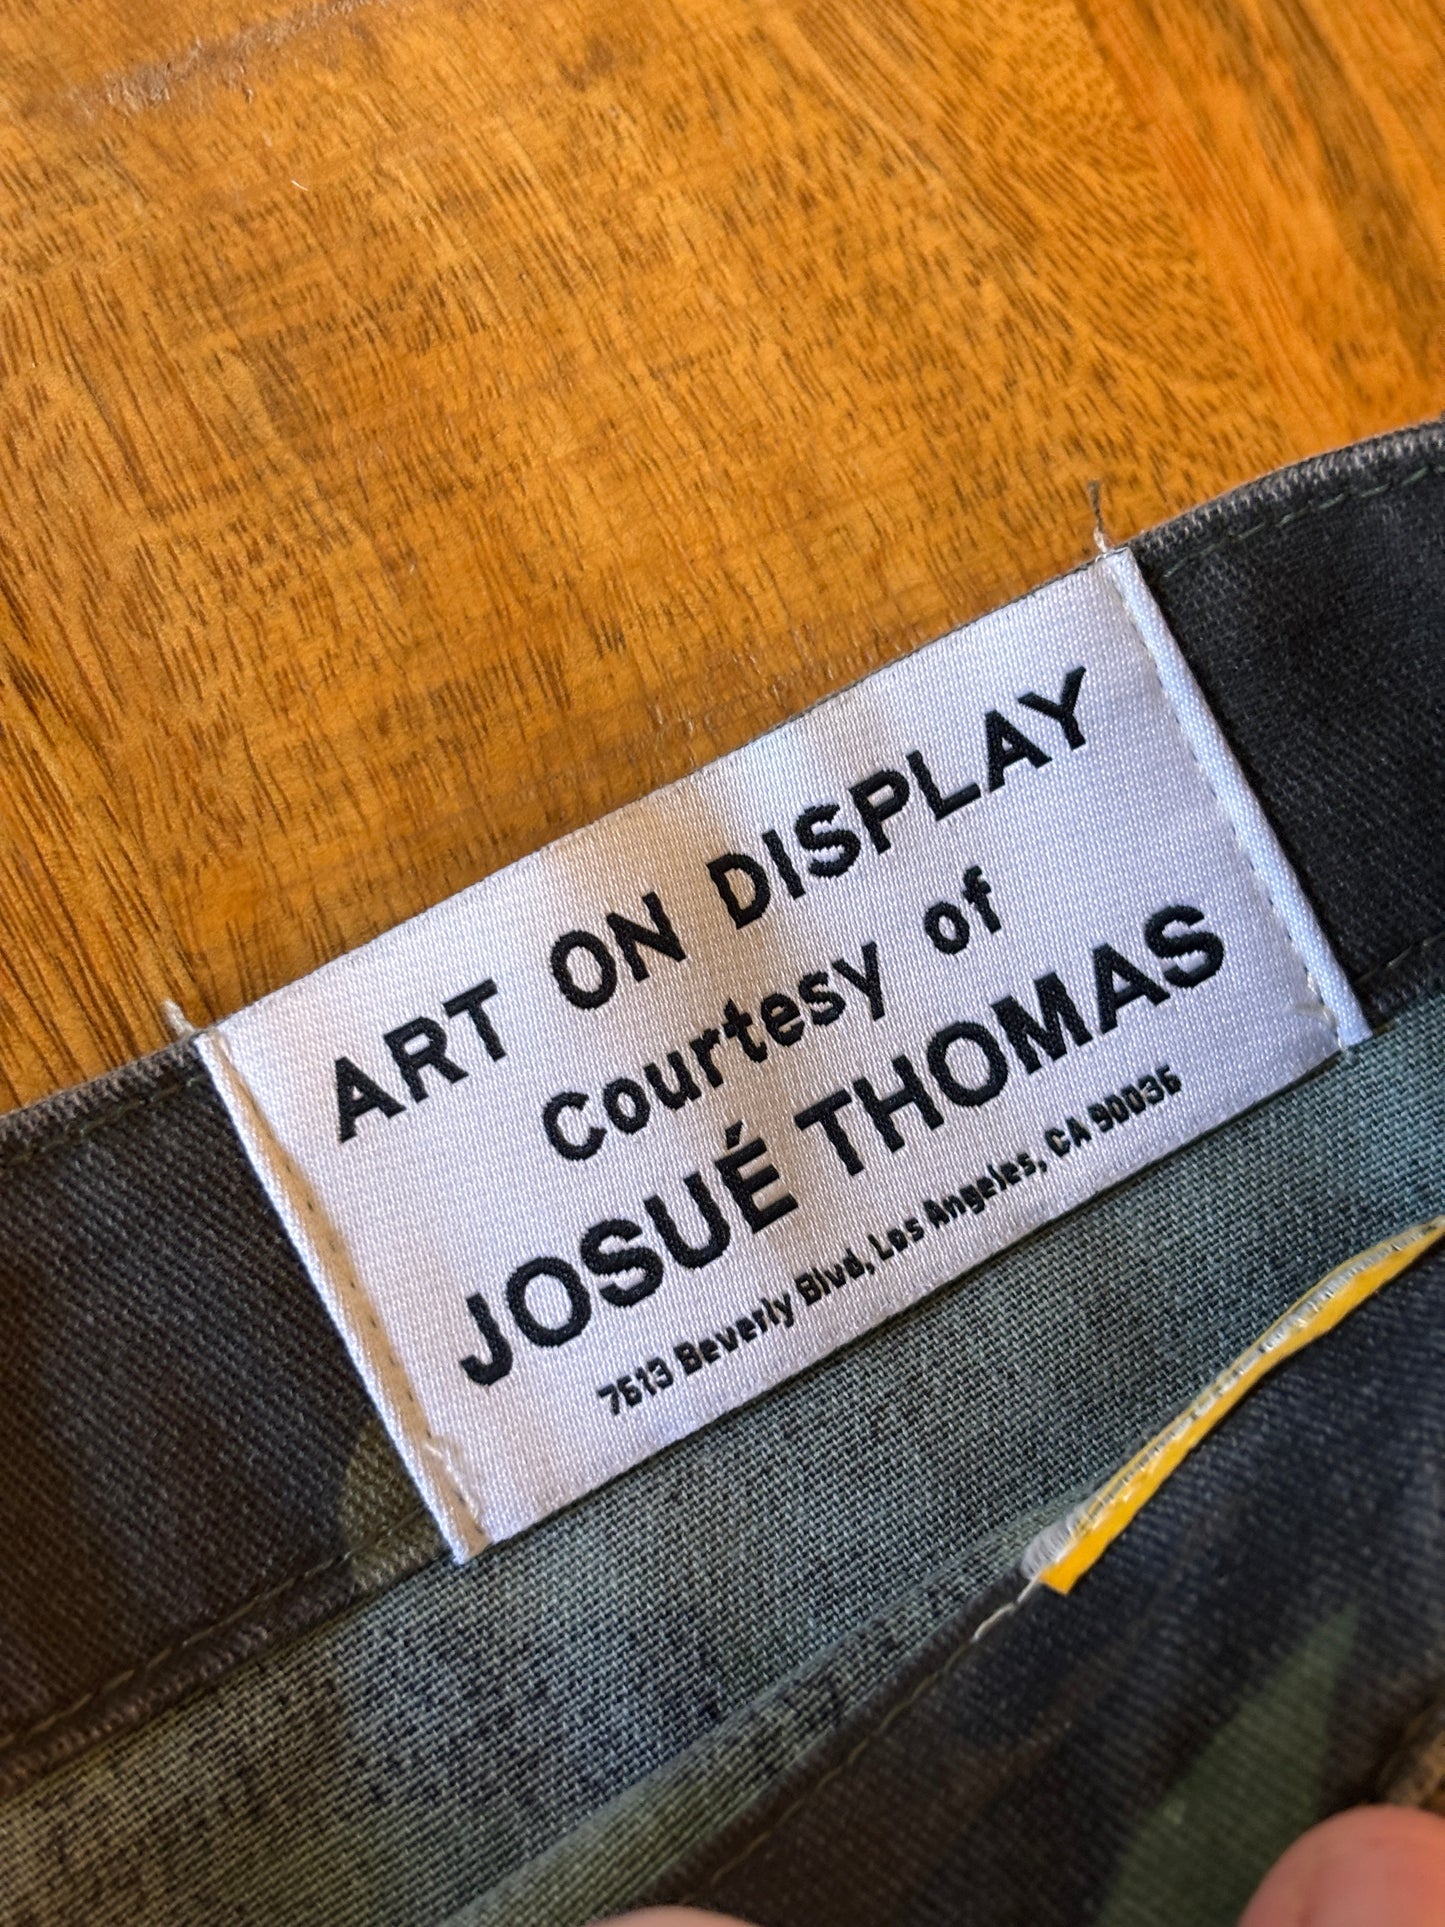 ART ON DISPLAY
Courtesy of
JOSUÉ THOMAS
7613 Beverly Blvd, Los Angeles, CA 90036